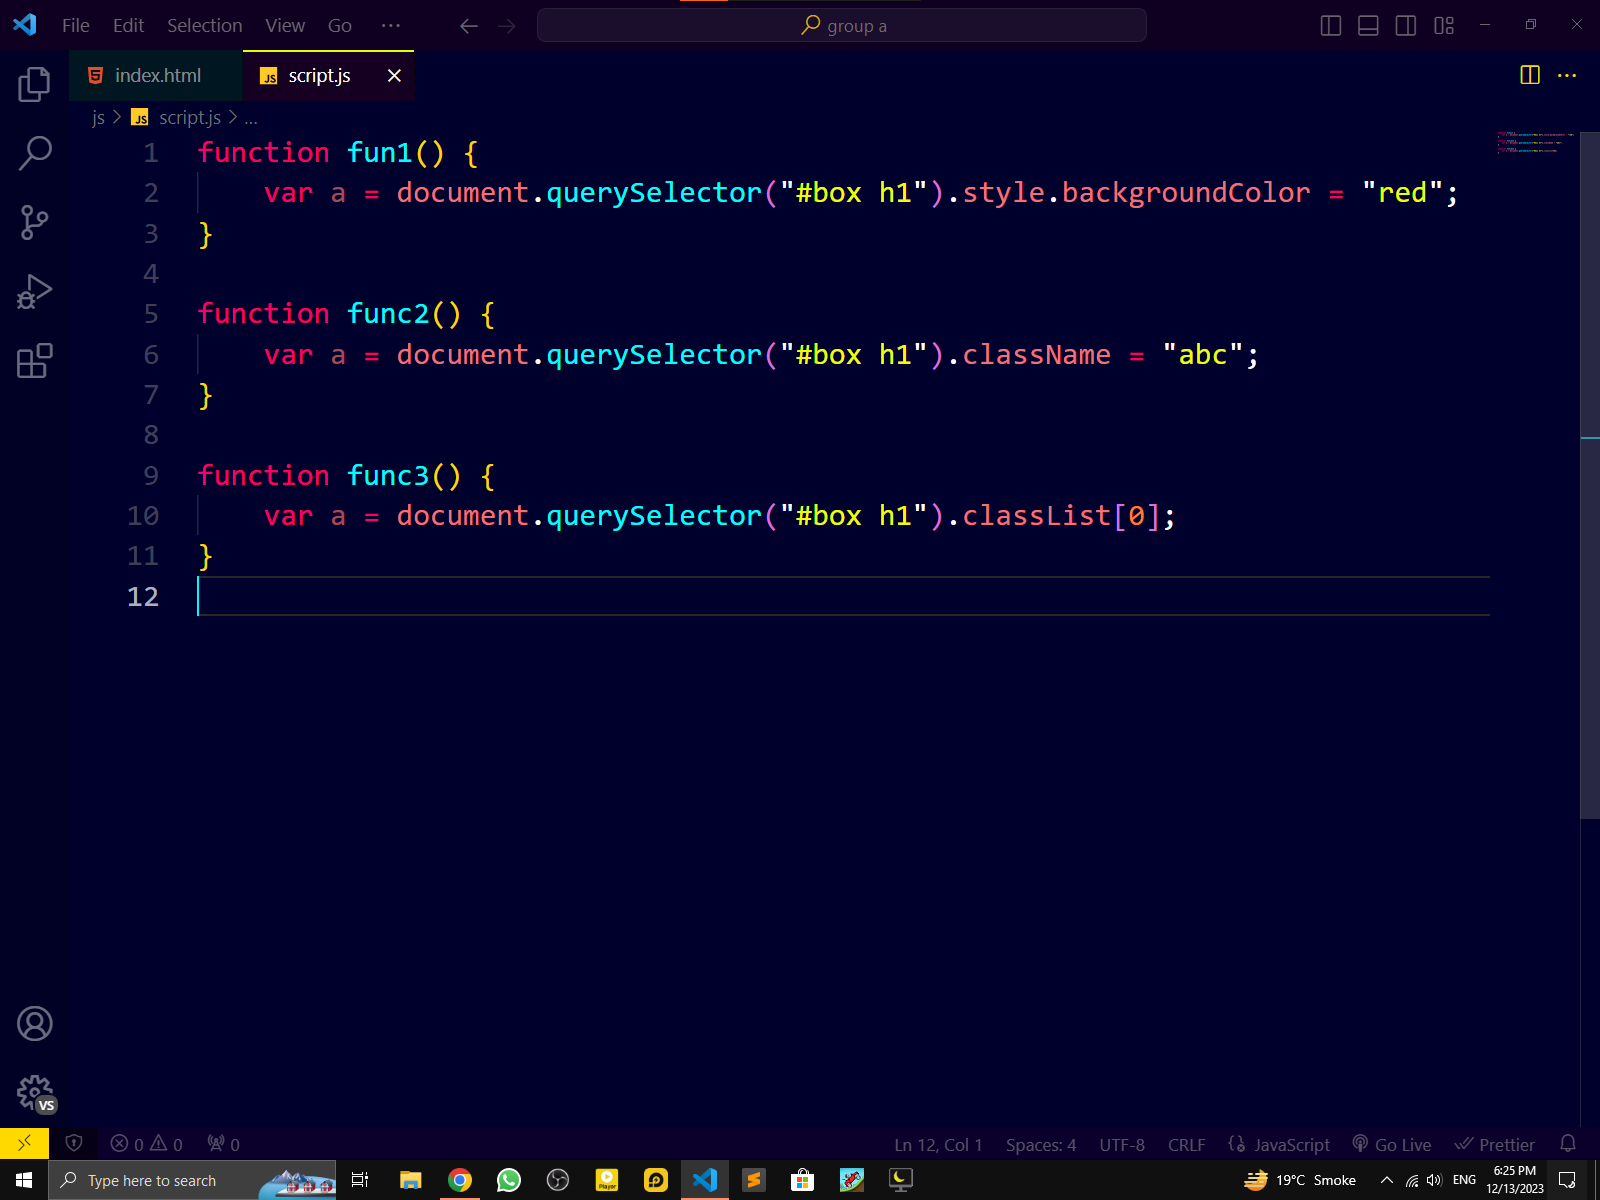 File Edit Selection View Go ··· group a
index.html script.js
js > script.js > ...
1 function fun1() {
2 var a = document.querySelector("#box h1").style.backgroundColor = "red";
3 }
4
5 function func2() {
6 var a = document.querySelector("#box h1").className = "abc";
7 }
8
9 function func3() {
10 var a = document.querySelector("#box h1").classList[0];
11 }
12
VS
0 0 0 Ln 12, Col 1 Spaces: 4 UTF-8 CRLF JavaScript Go Live Prettier
Type here to search 19°C Smoke ENG 6:25 PM
12/13/2023